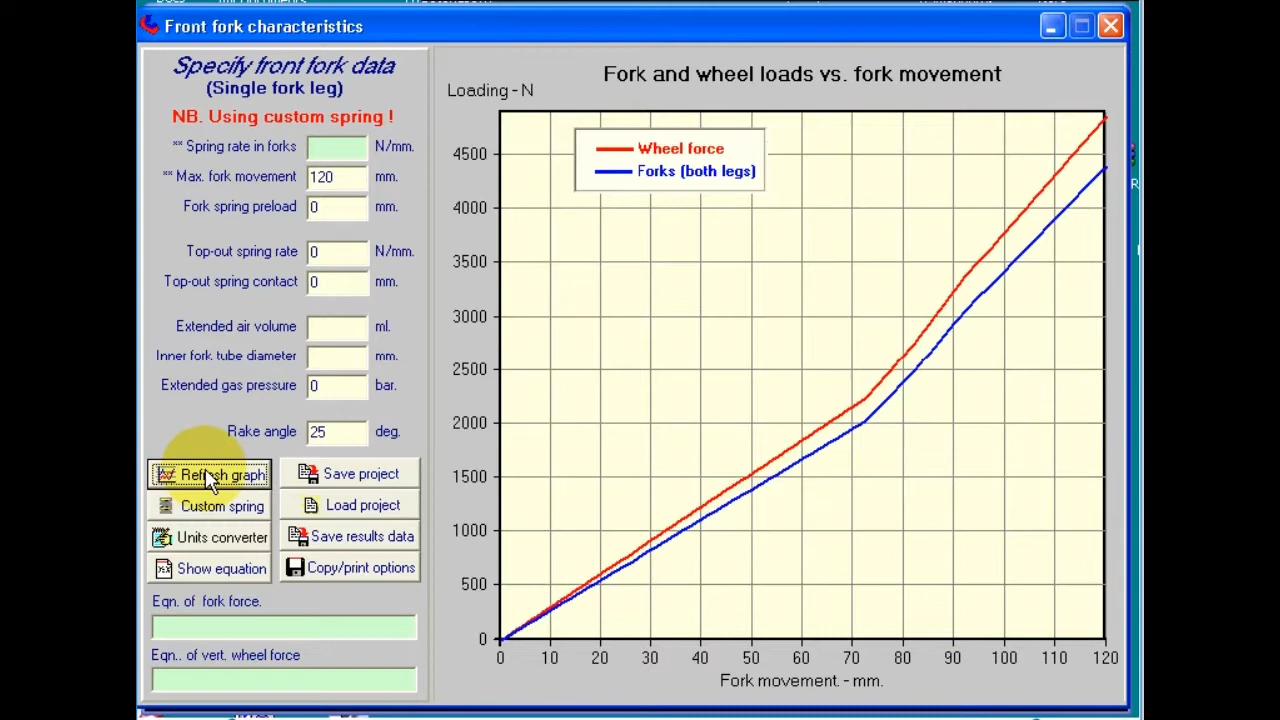 Front fork characteristics
Specify front fork data
(Single fork leg)
NB. Using custom spring !
** Spring rate in forks N/mm.
** Max. fork movement 120 mm.
Fork spring preload 0 mm.
Top-out spring rate 0 N/mm.
Top-out spring contact 0 mm.
Extended air volume ml.
Inner fork tube diameter mm.
Extended gas pressure 0 bar.
Rake angle 25 deg.
Refresh graph Save project
Custom spring Load project
Units converter Save results data
Show equation Copy/print options
Eqn. of fork force.
Eqn.. of vert. wheel force
Fork and wheel loads vs. fork movement
Loading - N
Wheel force
Forks (both legs)
4500
4000
3500
3000
2500
2000
1500
1000
500
0
0 10 20 30 40 50 60 70 80 90 100 110 120
Fork movement. - mm.